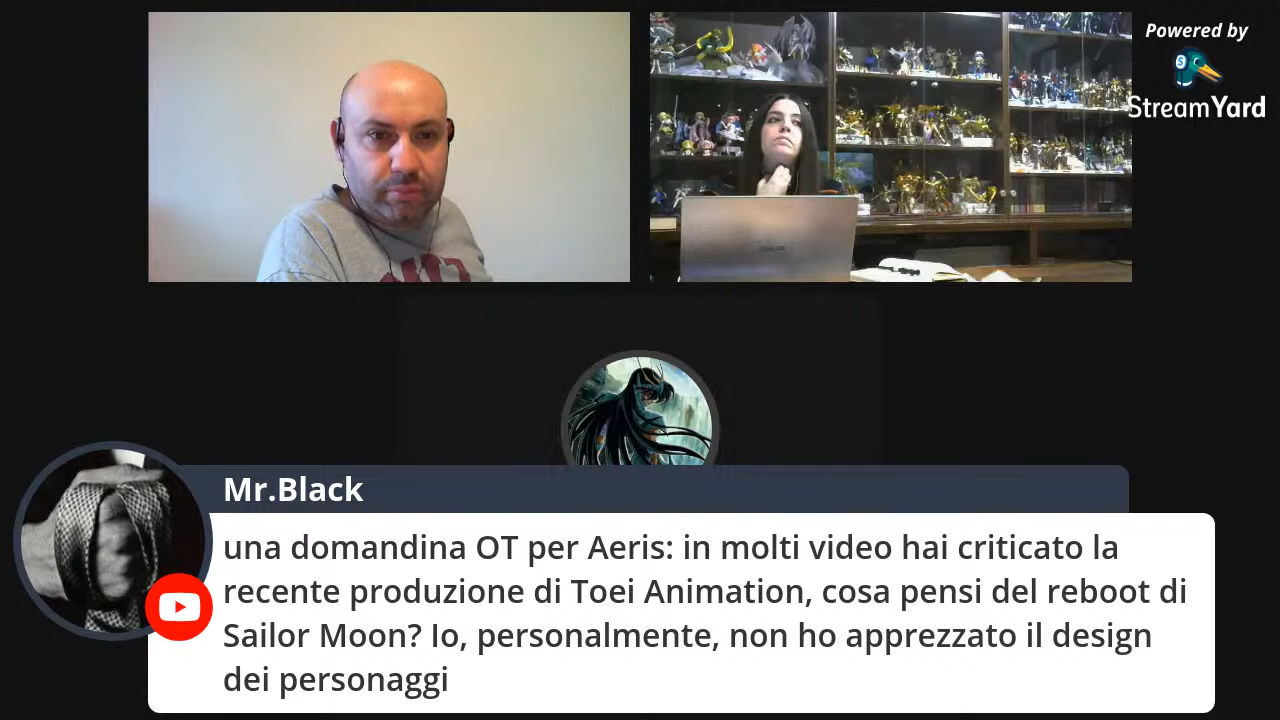 Powered by
StreamYard
Mr.Black
una domandina OT per Aeris: in molti video hai criticato la
recente produzione di Toei Animation, cosa pensi del reboot di
Sailor Moon? Io, personalmente, non ho apprezzato il design
dei personaggi